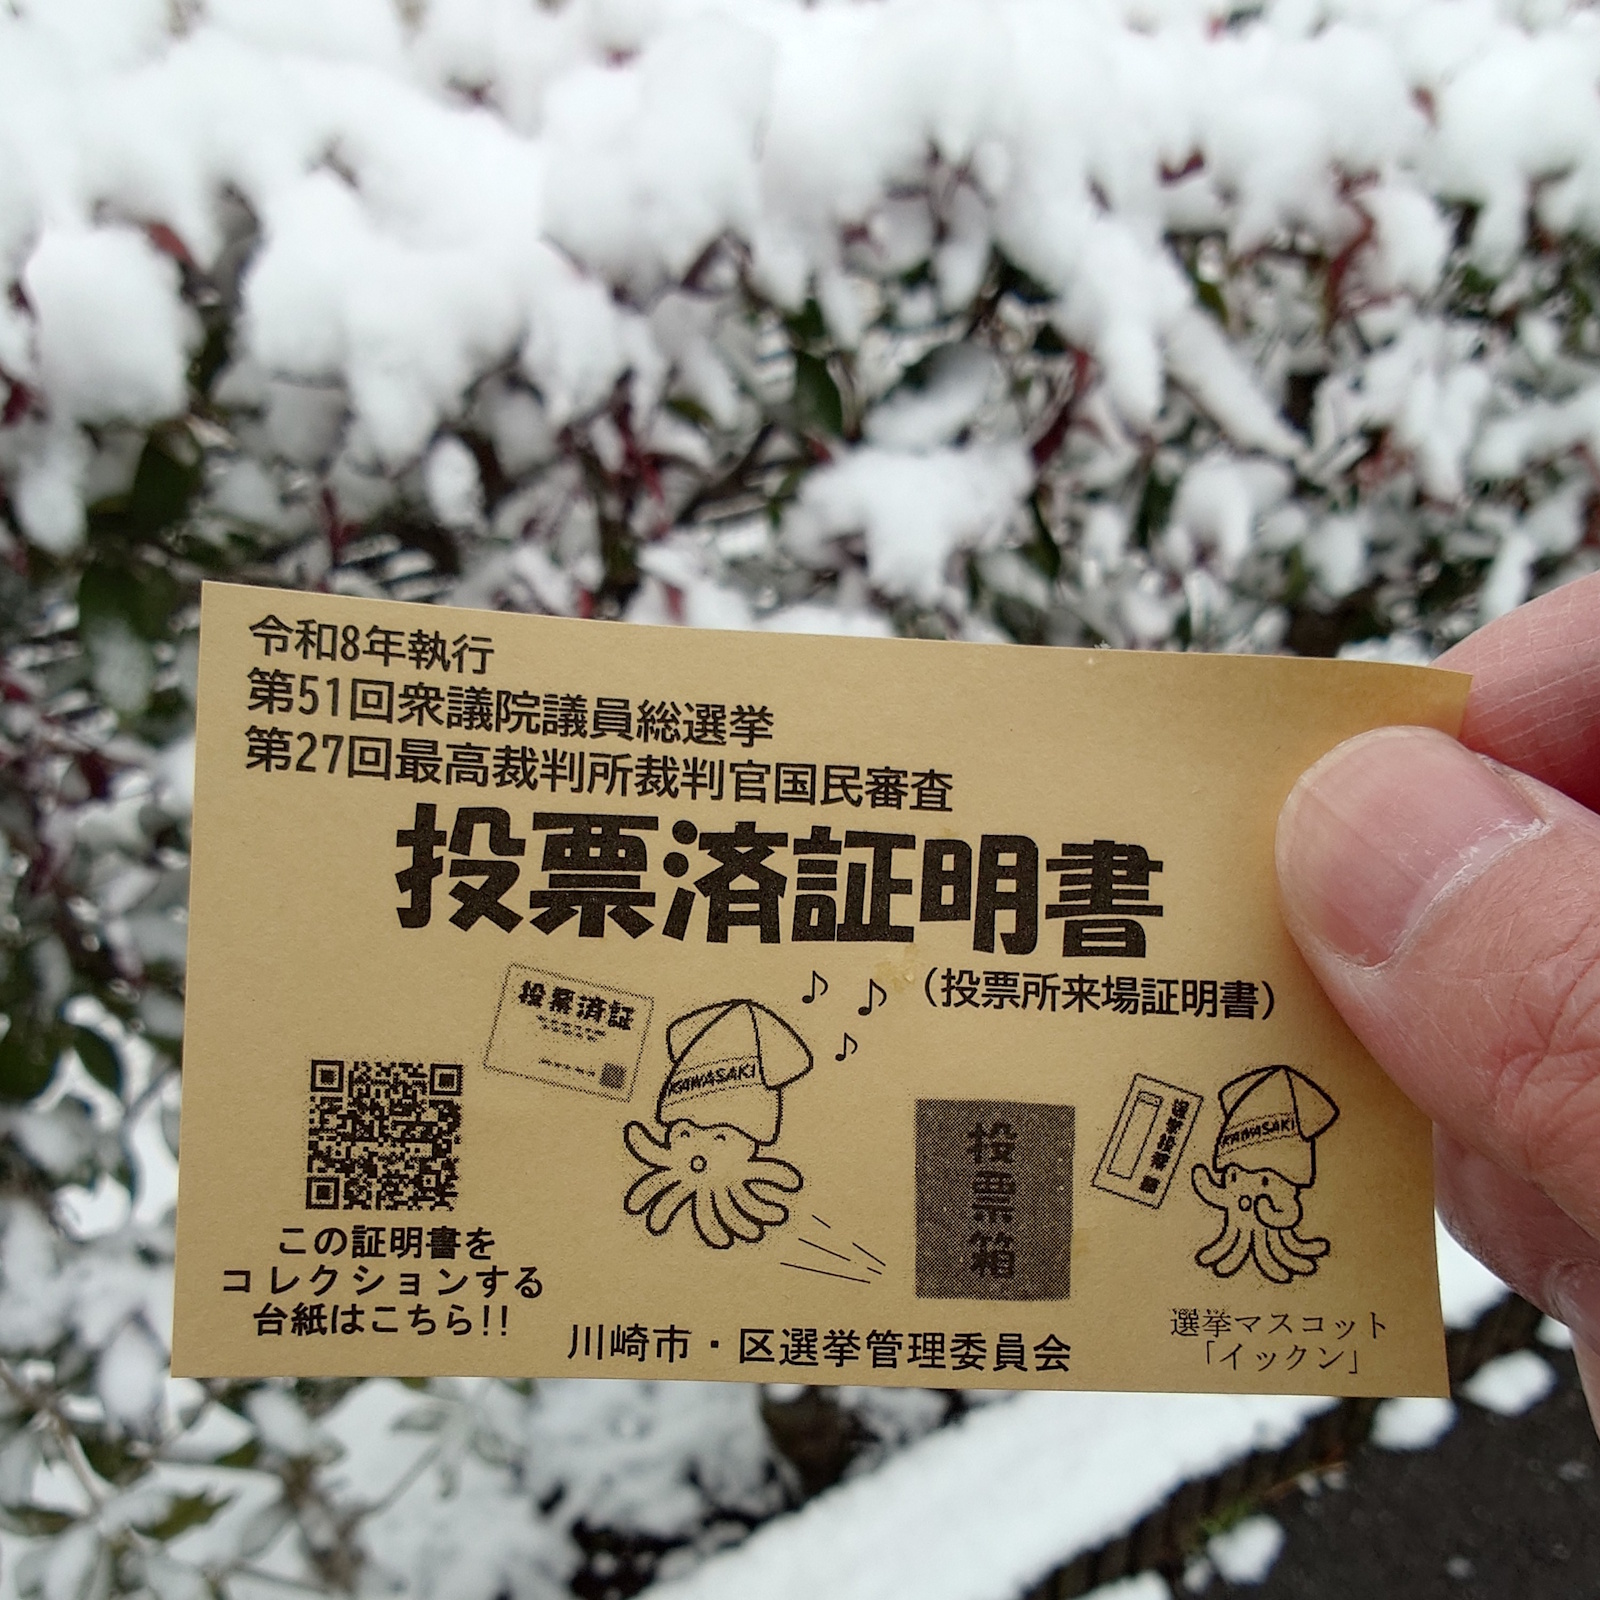 令和8年執行
第51回衆議院議員総選挙
第27回最高裁判所裁判官国民審査
投票済証明書
(投票所来場証明書)
投票済証
KAWASAKI
投票箱
KAWASAKI
この証明書を
コレクションする
台紙はこちら!!
川崎市・区選挙管理委員会
選挙マスコット
「イックン」